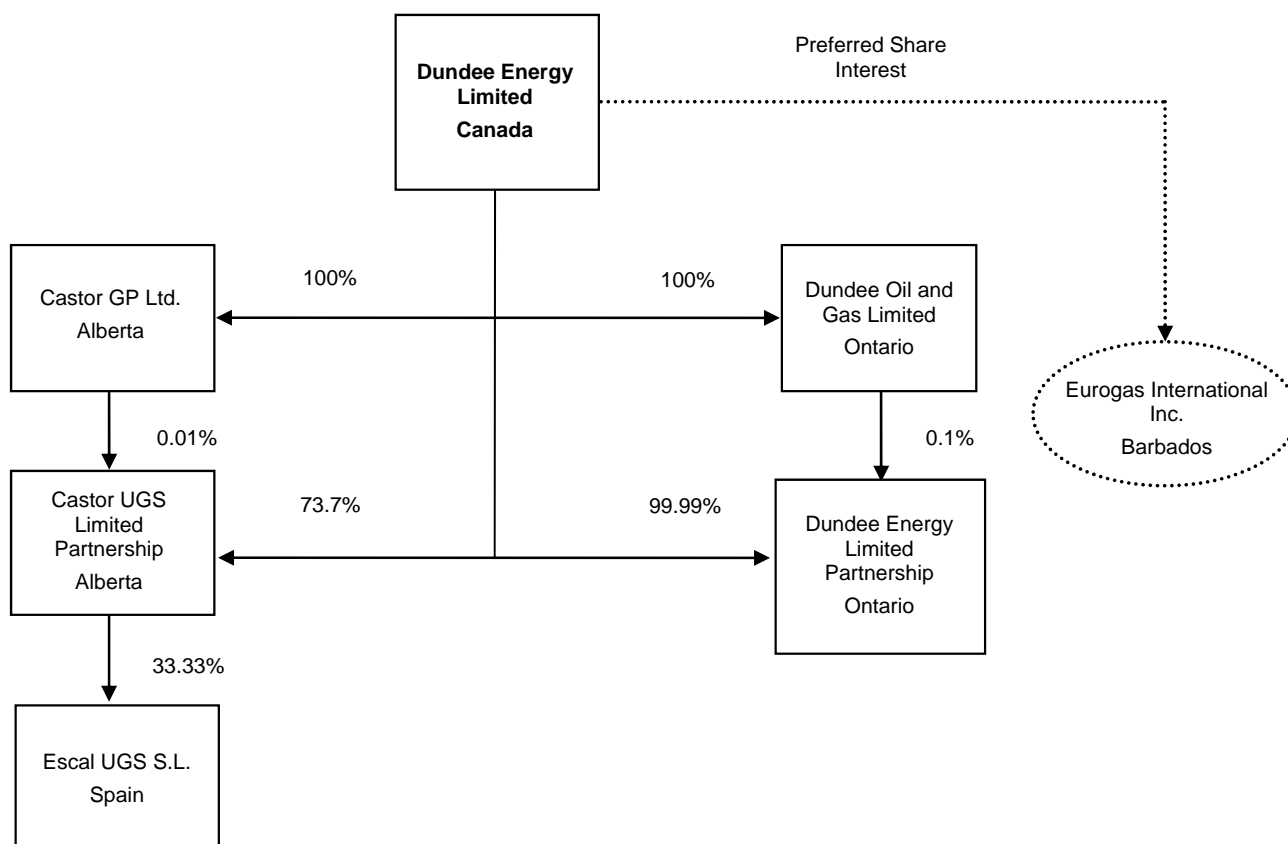 Preferred Share
Interest
Dundee Energy
Limited
Canada
100%
100%
Castor GP Ltd.
Alberta
Dundee Oil and
Gas Limited
Ontario
Eurogas International
Inc.
Barbados
0.01%
0.1%
Castor UGS
Limited
Partnership
Alberta
73.7%
99.99%
Dundee Energy
Limited
Partnership
Ontario
33.33%
Escal UGS S.L.
Spain